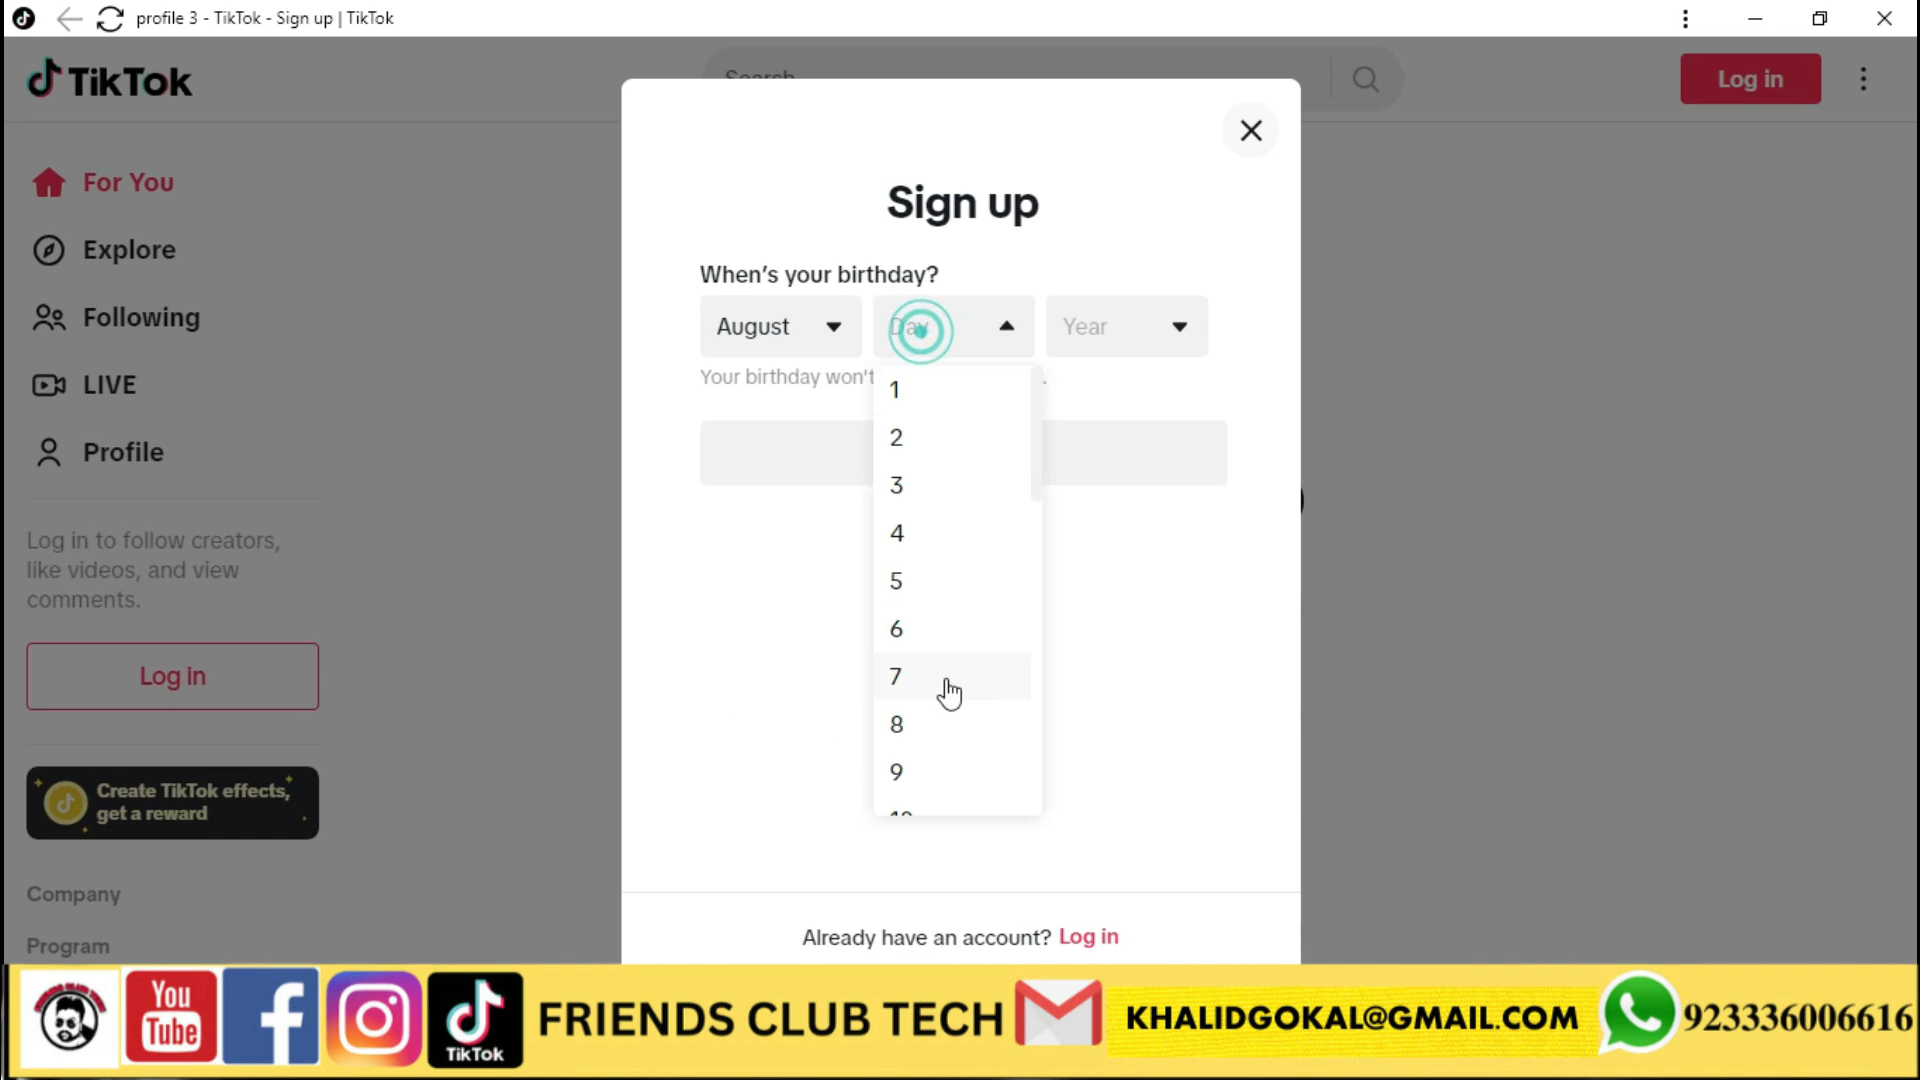 profile 3 - TikTok - Sign up | TikTok
TikTok
Search
Log in
For You
Explore
Following
LIVE
Profile
Log in to follow creators,
like videos, and view
comments.
Log in
Create TikTok effects,
get a reward
Company
Program
Sign up
When's your birthday?
August
Day
Year
Your birthday won't
1
2
3
4
5
6
7
8
9
10
Already have an account? Log in
You
Tube
TikTok
FRIENDS CLUB TECH
KHALIDGOKAL@GMAIL.COM
923336006616